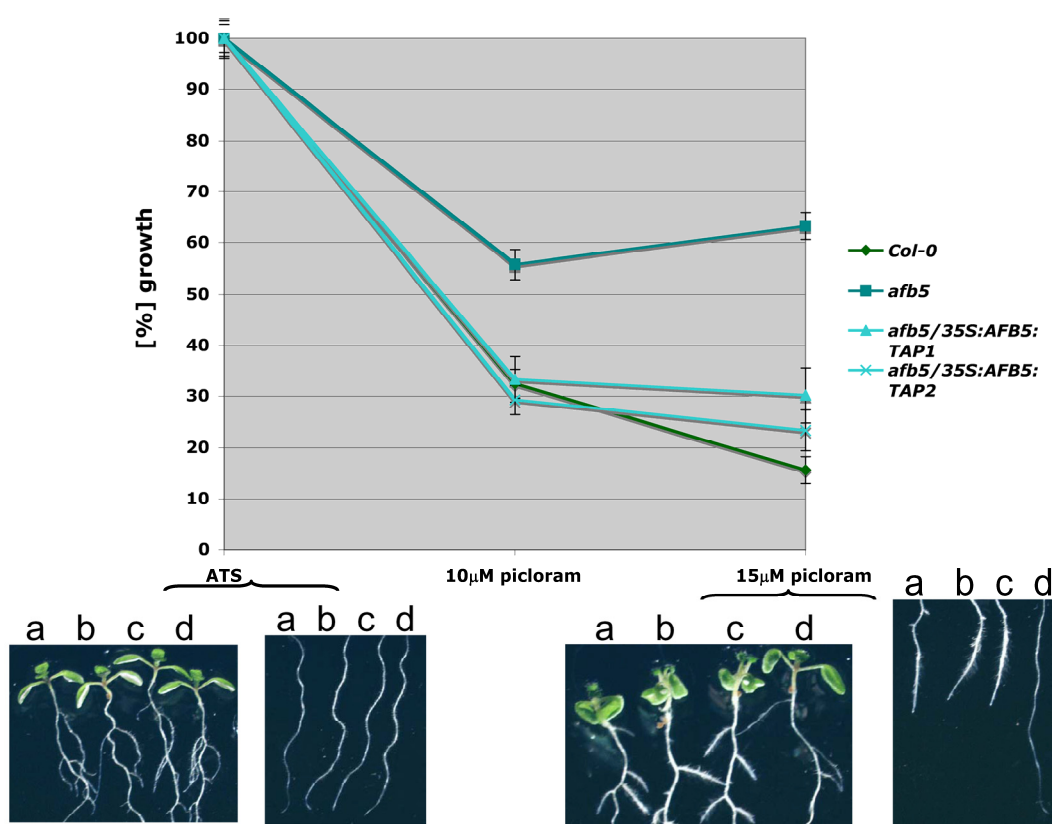 100
90
80
70
60
50
40
30
20
10
0
[%] growth
ATS
10μM picloram
15μM picloram
Col-0
afb5
afb5/35S:AFB5:
TAP1
afb5/35S:AFB5:
TAP2
a b c d
a b c d
a b c d
a b c d